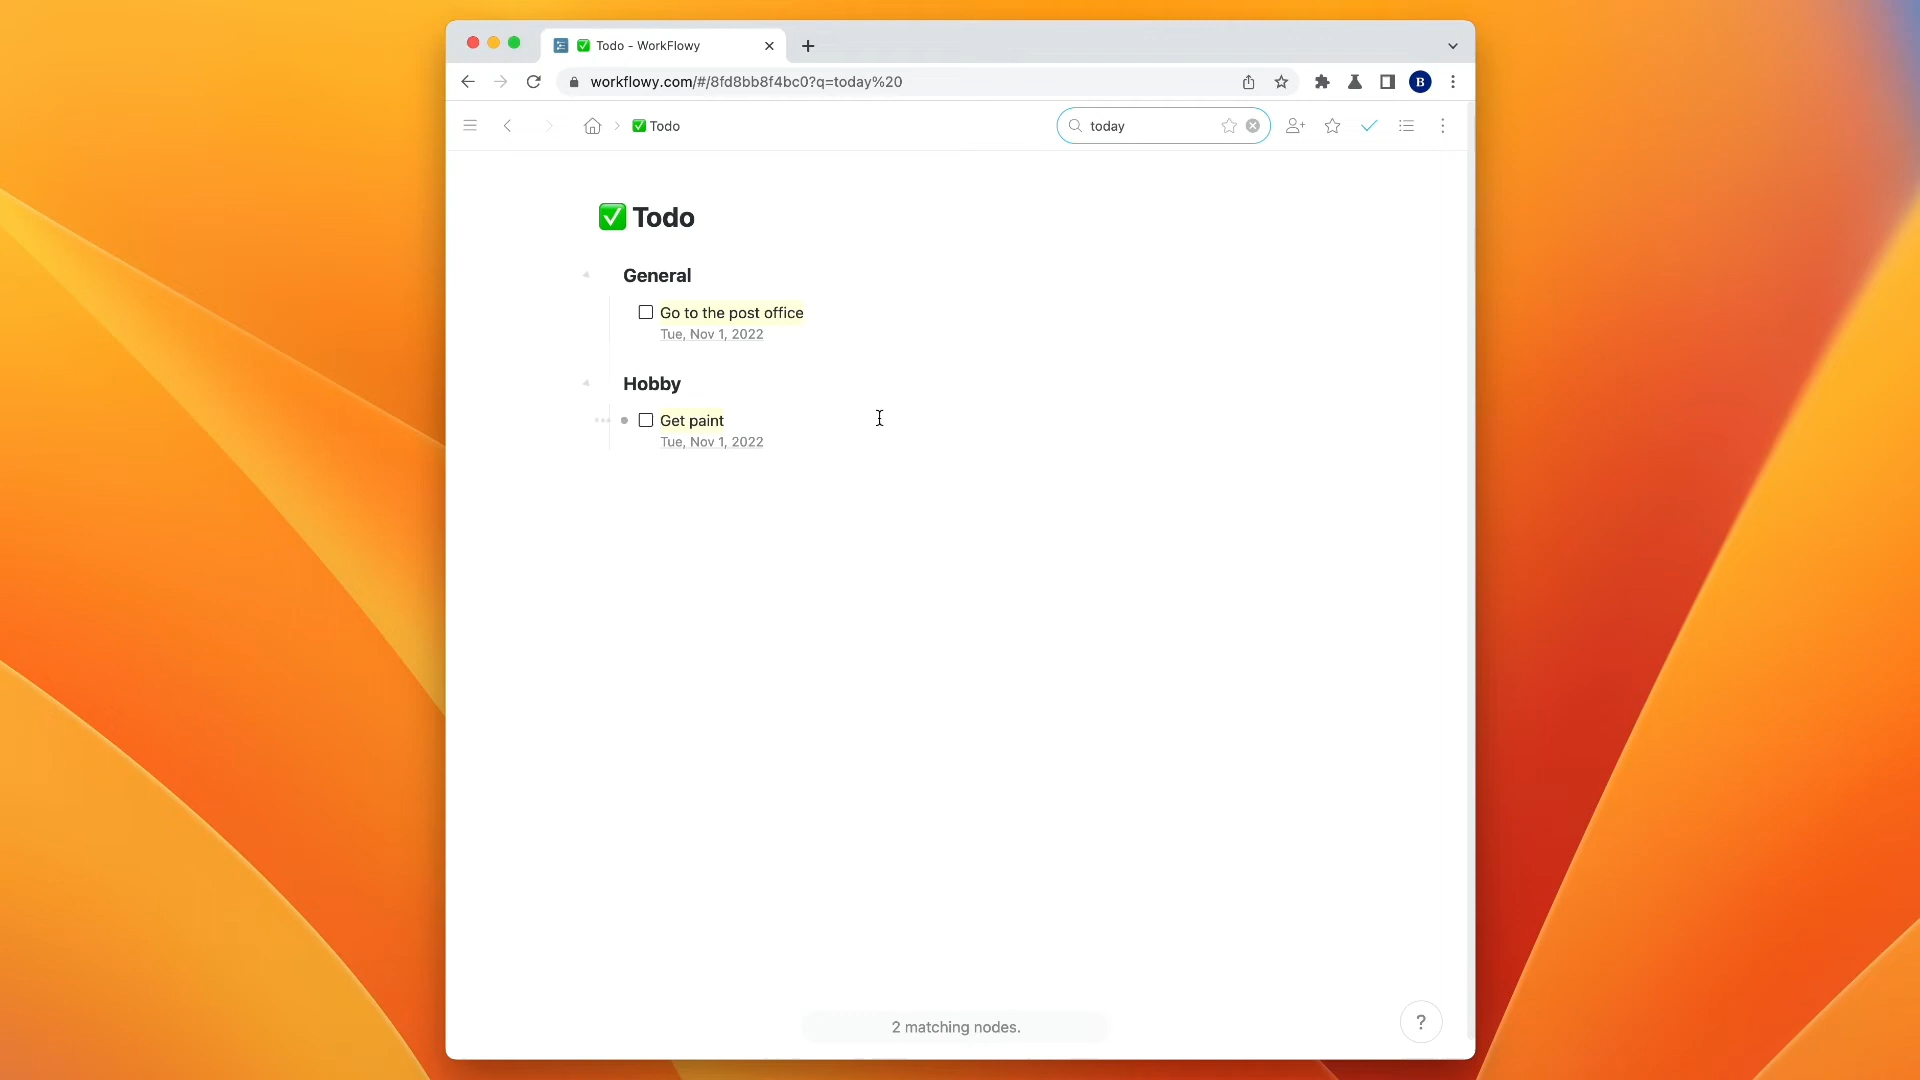 Todo - WorkFlowy
workflowy.com/#/8fd8bb8f4bc0?q=today%20
B
Todo
today
Todo
General
Go to the post office
Tue, Nov 1, 2022
Hobby
Get paint
Tue, Nov 1, 2022
2 matching nodes.
?